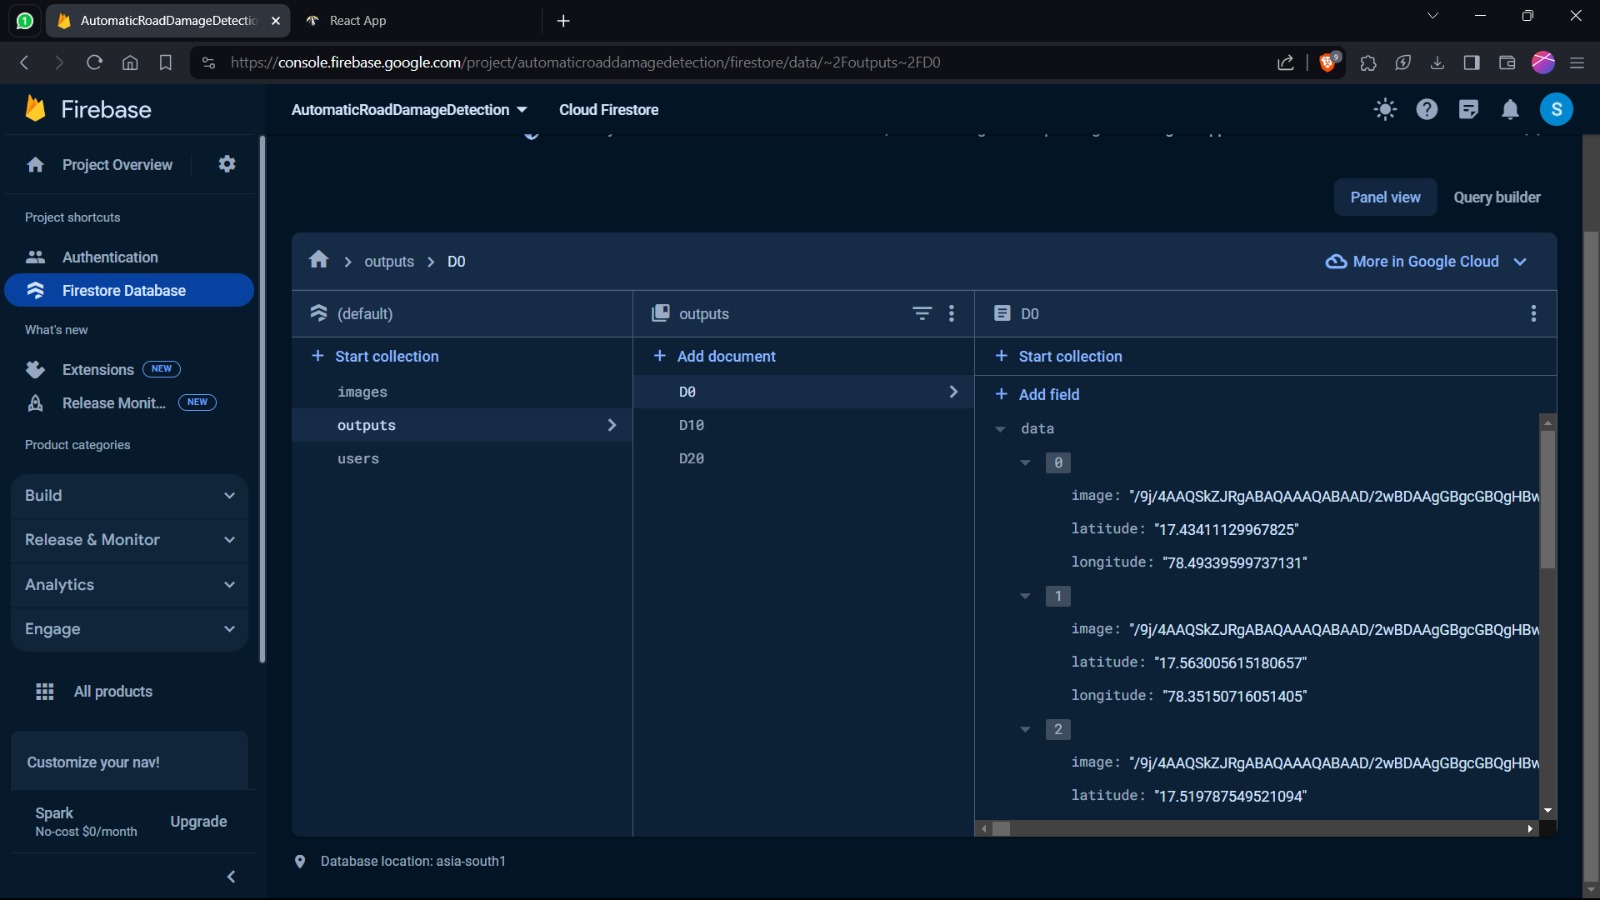 1
AutomaticRoadDamageDetectio
React App
https://console.firebase.google.com/project/automaticroaddamagedetection/firestore/data/~2Foutputs~2FD0
9
Firebase
AutomaticRoadDamageDetection
Cloud Firestore
S
Project Overview
Project shortcuts
Authentication
Firestore Database
What's new
Extensions NEW
Release Monit... NEW
Product categories
Build
Release & Monitor
Analytics
Engage
All products
Customize your nav!
Spark
No-cost $0/month
Upgrade
Panel view
Query builder
outputs
D0
More in Google Cloud
(default)
Start collection
images
outputs
users
outputs
Add document
D0
D10
D20
D0
Start collection
Add field
data
0
image: "/9j/4AAQSkZJRgABAQAAAQABAAD/2wBDAAgGBgcGBQgHBw
latitude: "17.43411129967825"
longitude: "78.49339599737131"
1
image: "/9j/4AAQSkZJRgABAQAAAQABAAD/2wBDAAgGBgcGBQgHBw
latitude: "17.563005615180657"
longitude: "78.35150716051405"
2
image: "/9j/4AAQSkZJRgABAQAAAQABAAD/2wBDAAgGBgcGBQgHBw
latitude: "17.519787549521094"
Database location: asia-south1